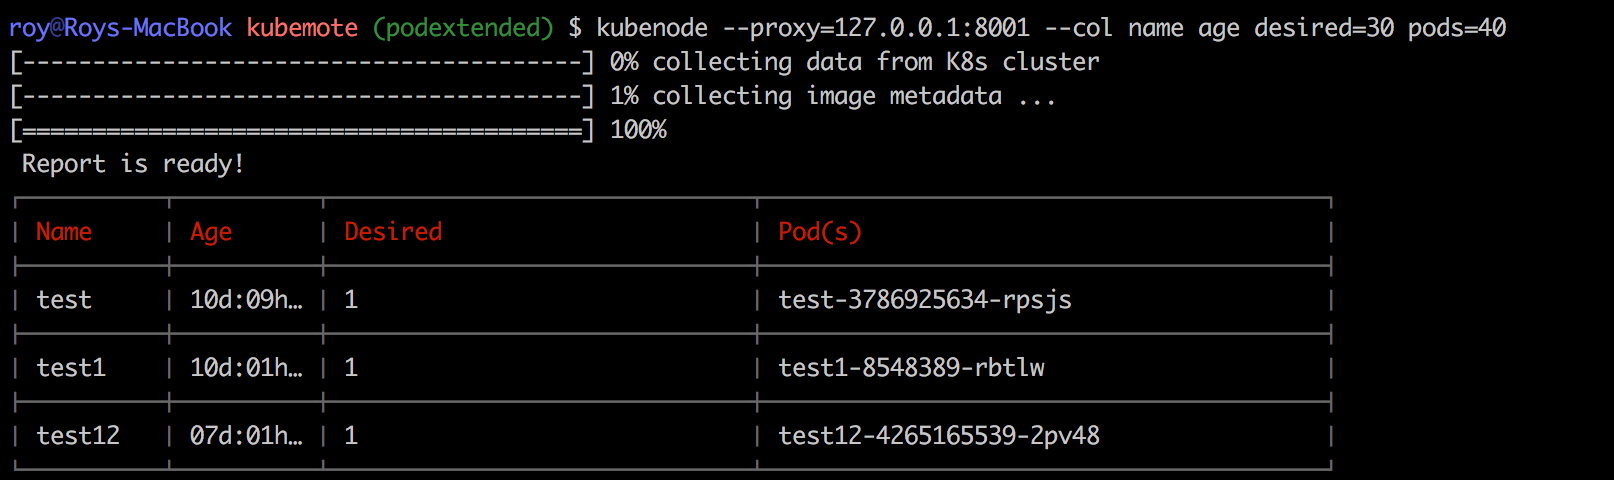 roy@Roys-MacBook kubemote (podextended) $ kubenode --proxy=127.0.0.1:8001 --col name age desired=30 pods=40
[----------------------------------------] 0% collecting data from K8s cluster
[----------------------------------------] 1% collecting image metadata ...
[========================================] 100%
Report is ready!
Name Age Desired Pod(s)
test 10d:09h… 1 test-3786925634-rpsjs
test1 10d:01h… 1 test1-8548389-rbtlw
test12 07d:01h… 1 test12-4265165539-2pv48